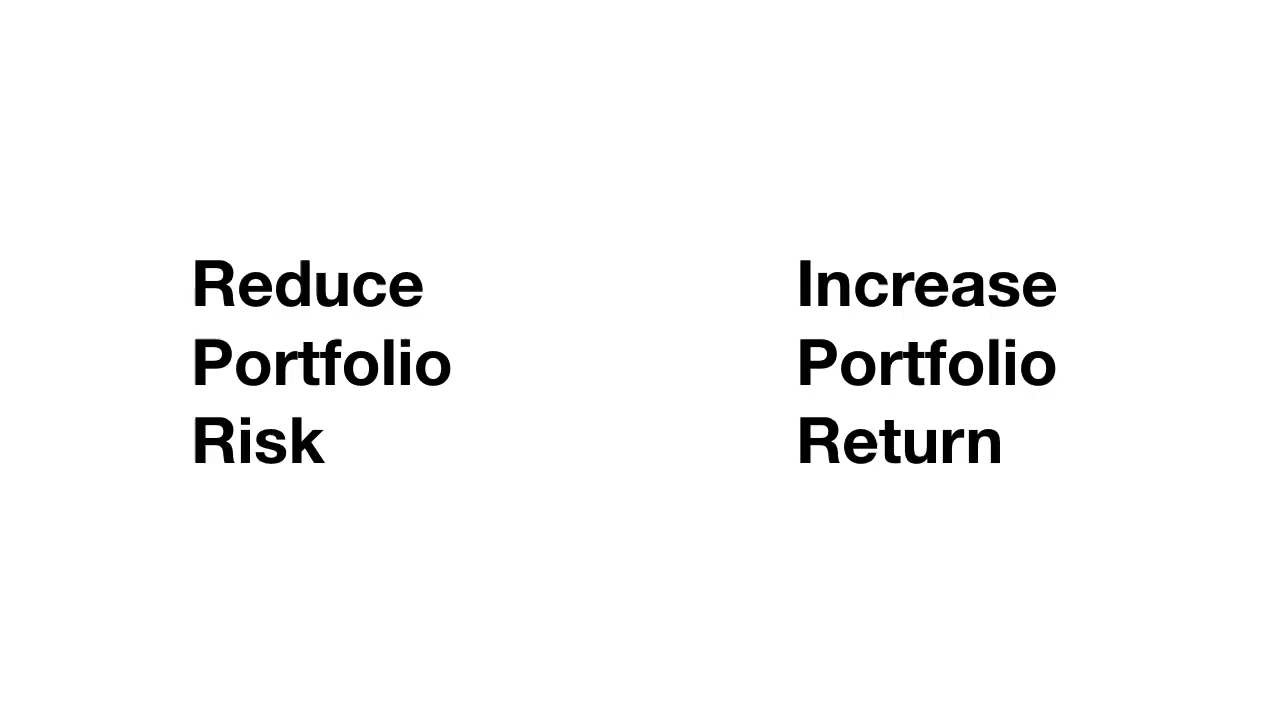 Reduce
Portfolio
Risk
Increase
Portfolio
Return